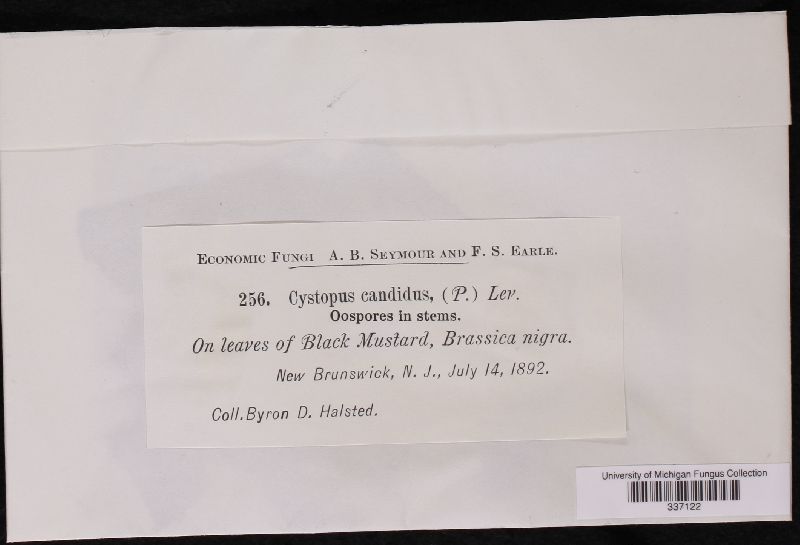 Economic Fungi A. B. Seymour and F. S. Earle.
256. Cystopus candidus, (P.) Lev.
Oospores in stems.
On leaves of Black Mustard, Brassica nigra.
New Brunswick, N. J., July 14, 1892.
Coll. Byron D. Halsted.
University of Michigan Fungus Collection
337122